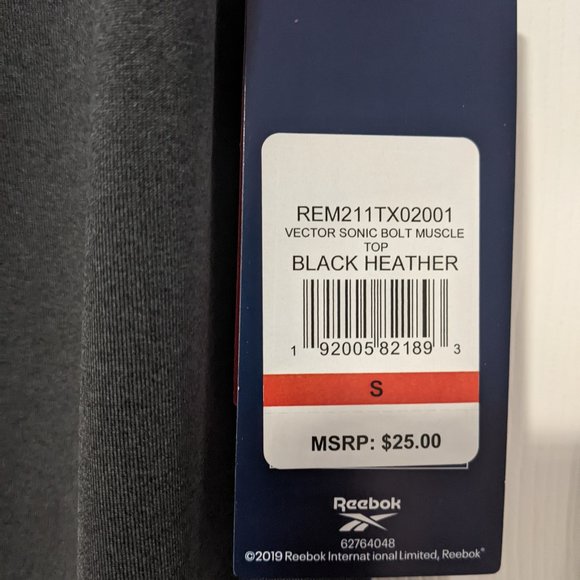 REM211TX02001
VECTOR SONIC BOLT MUSCLE
TOP
BLACK HEATHER
1 92005 82189 3
S
MSRP: $25.00
Reebok
62764048
©2019 Reebok International Limited, Reebok®